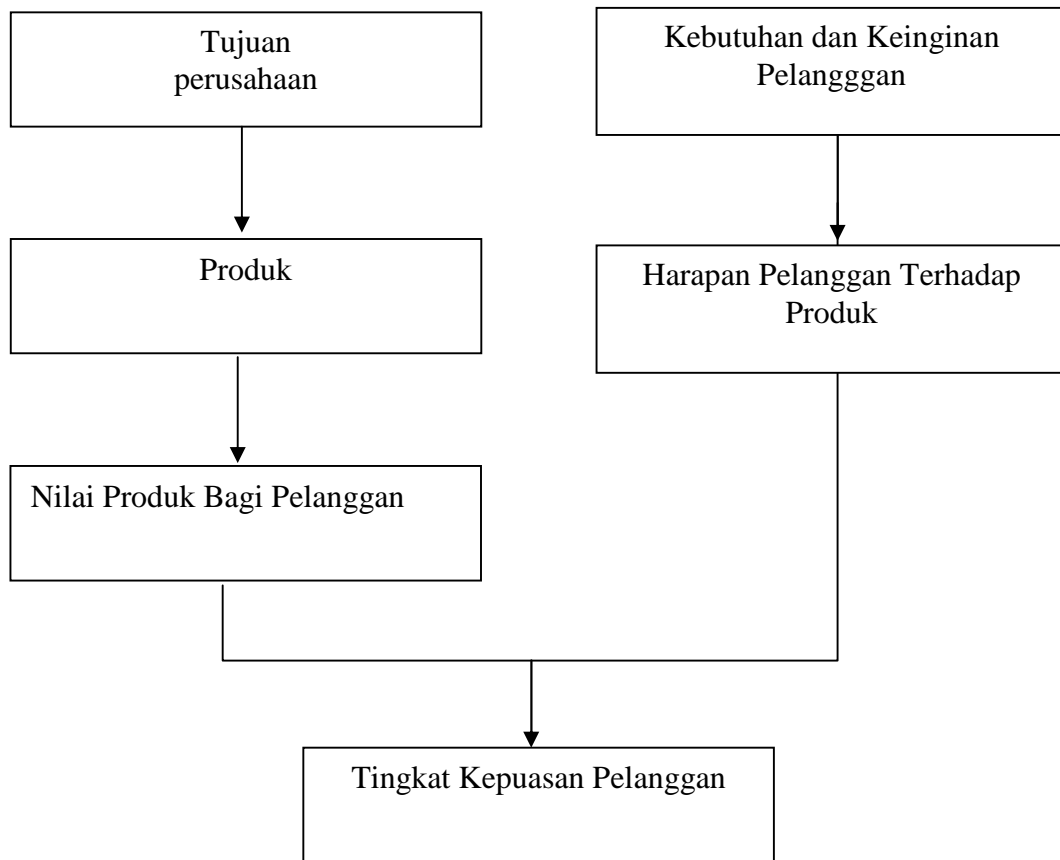 Tujuan
perusahaan
Kebutuhan dan Keinginan
Pelangggan
Produk
Harapan Pelanggan Terhadap
Produk
Nilai Produk Bagi Pelanggan
Tingkat Kepuasan Pelanggan